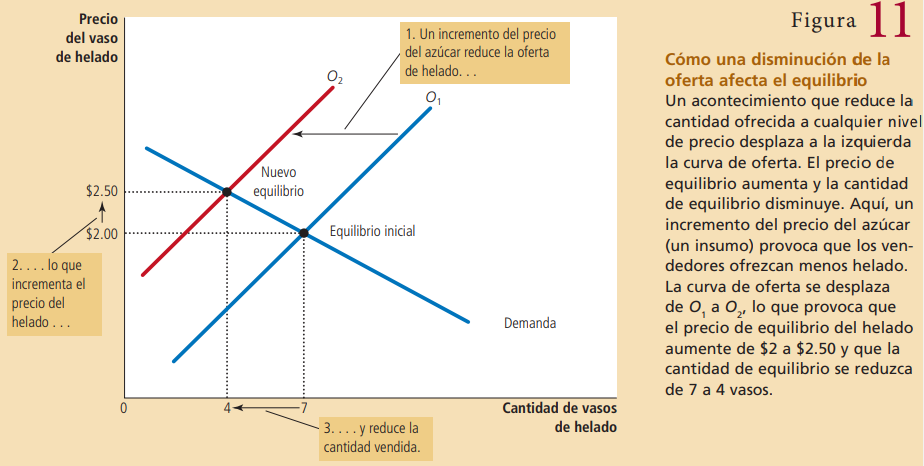 Precio
del vaso
de helado
1. Un incremento del precio
del azúcar reduce la oferta
de helado. . .
O2
O1
Nuevo
equilibrio
$2.50
$2.00
Equilibrio inicial
2. . . . lo que
incrementa el
precio del
helado . . .
Demanda
0
4
7
Cantidad de vasos
de helado
3. . . . y reduce la
cantidad vendida.
Figura 11
Cómo una disminución de la
oferta afecta el equilibrio
Un acontecimiento que reduce la
cantidad ofrecida a cualquier nivel
de precio desplaza a la izquierda
la curva de oferta. El precio de
equilibrio aumenta y la cantidad
de equilibrio disminuye. Aquí, un
incremento del precio del azúcar
(un insumo) provoca que los ven-
dedores ofrezcan menos helado.
La curva de oferta se desplaza
de O1 a O2, lo que provoca que
el precio de equilibrio del helado
aumente de $2 a $2.50 y que la
cantidad de equilibrio se reduzca
de 7 a 4 vasos.